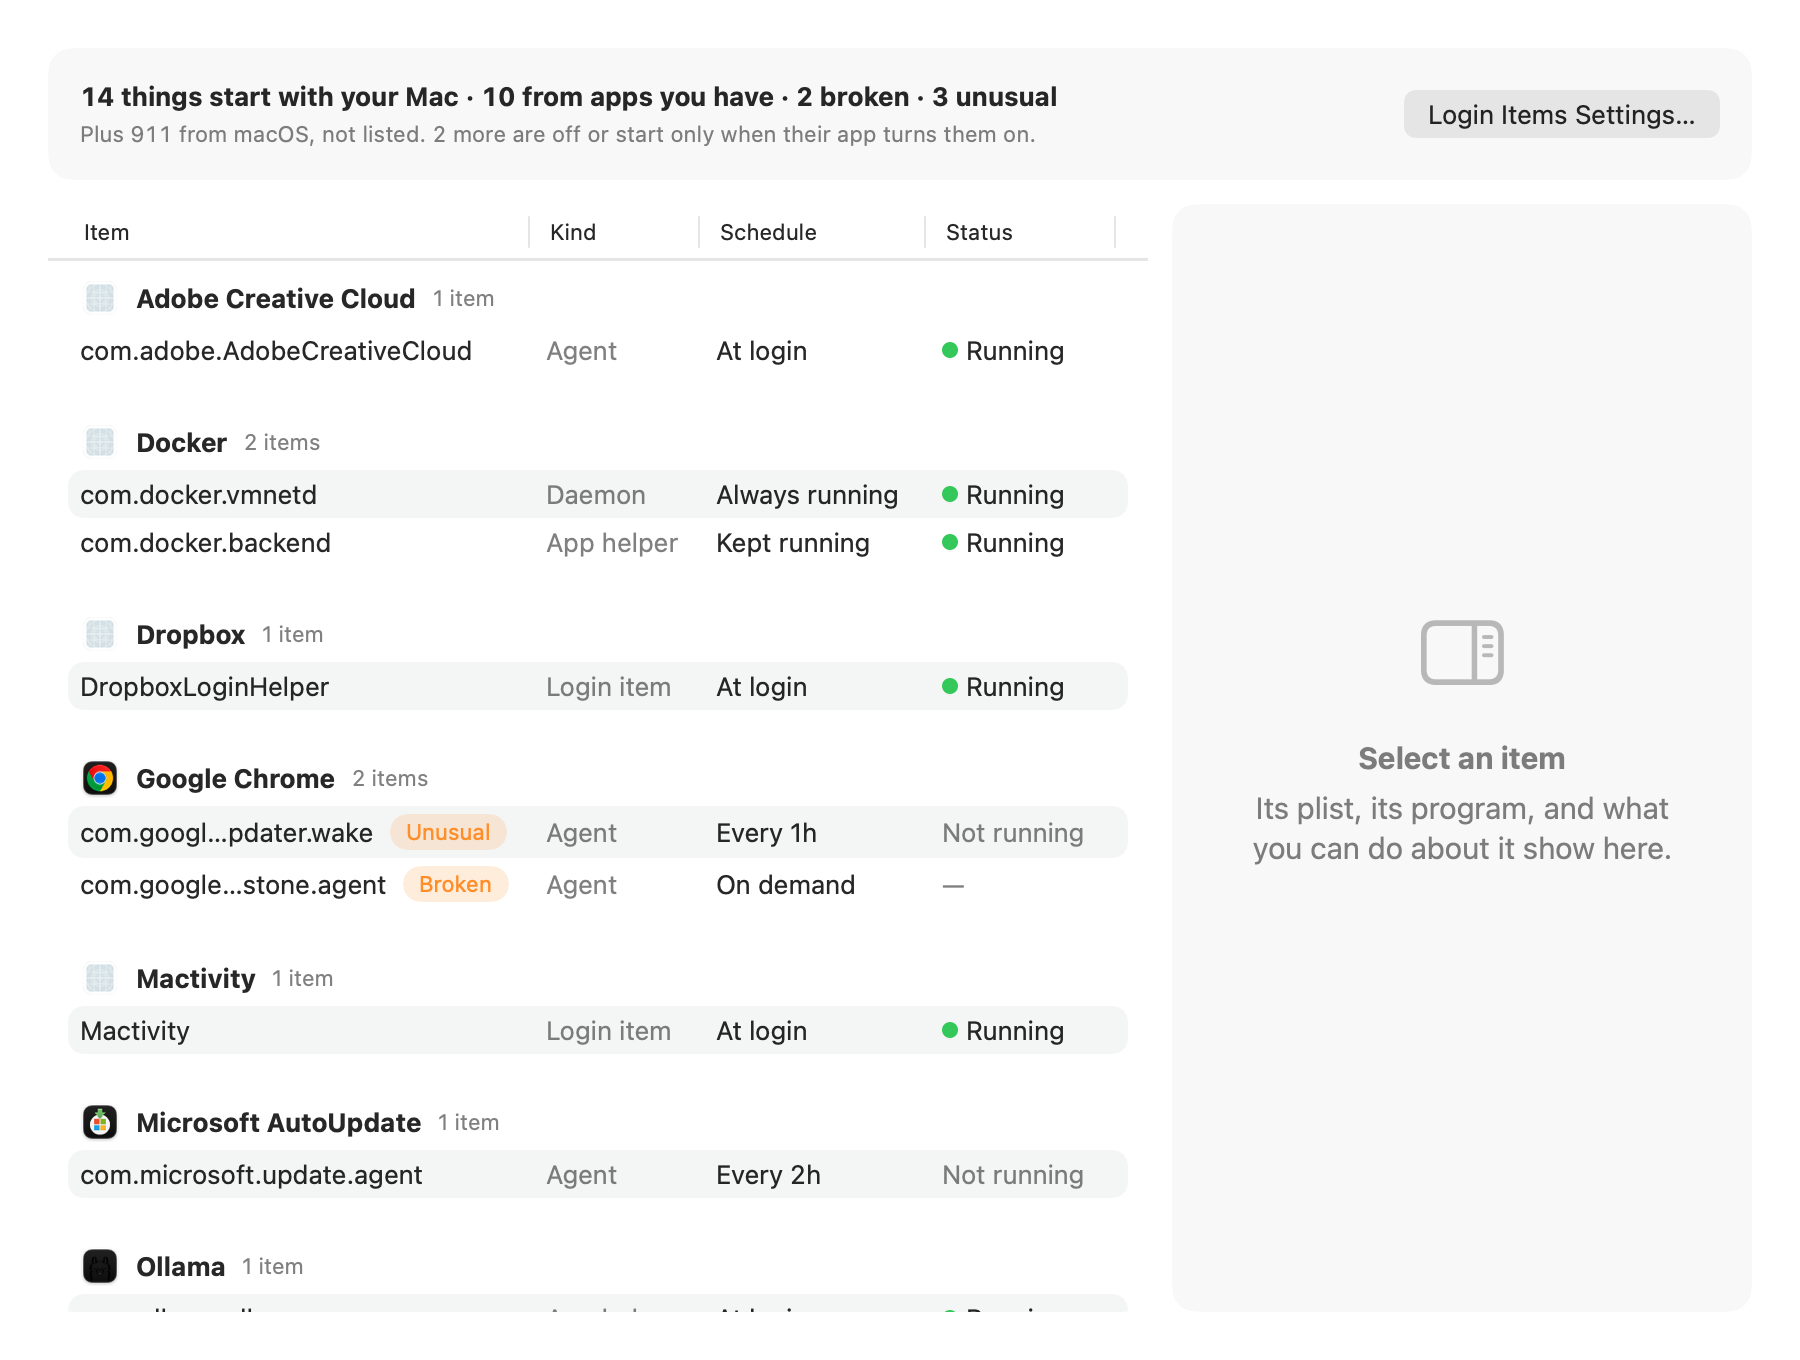 14 things start with your Mac · 10 from apps you have · 2 broken · 3 unusual
Plus 911 from macOS, not listed. 2 more are off or start only when their app turns them on.
Login Items Settings...
Item Kind Schedule Status
Adobe Creative Cloud 1 item
com.adobe.AdobeCreativeCloud Agent At login Running
Docker 2 items
com.docker.vmnetd Daemon Always running Running
com.docker.backend App helper Kept running Running
Dropbox 1 item
DropboxLoginHelper Login item At login Running
Google Chrome 2 items
com.googl...pdater.wake Unusual Agent Every 1h Not running
com.google...stone.agent Broken Agent On demand —
Mactivity 1 item
Mactivity Login item At login Running
Microsoft AutoUpdate 1 item
com.microsoft.update.agent Agent Every 2h Not running
Ollama 1 item
Select an item
Its plist, its program, and what
you can do about it show here.